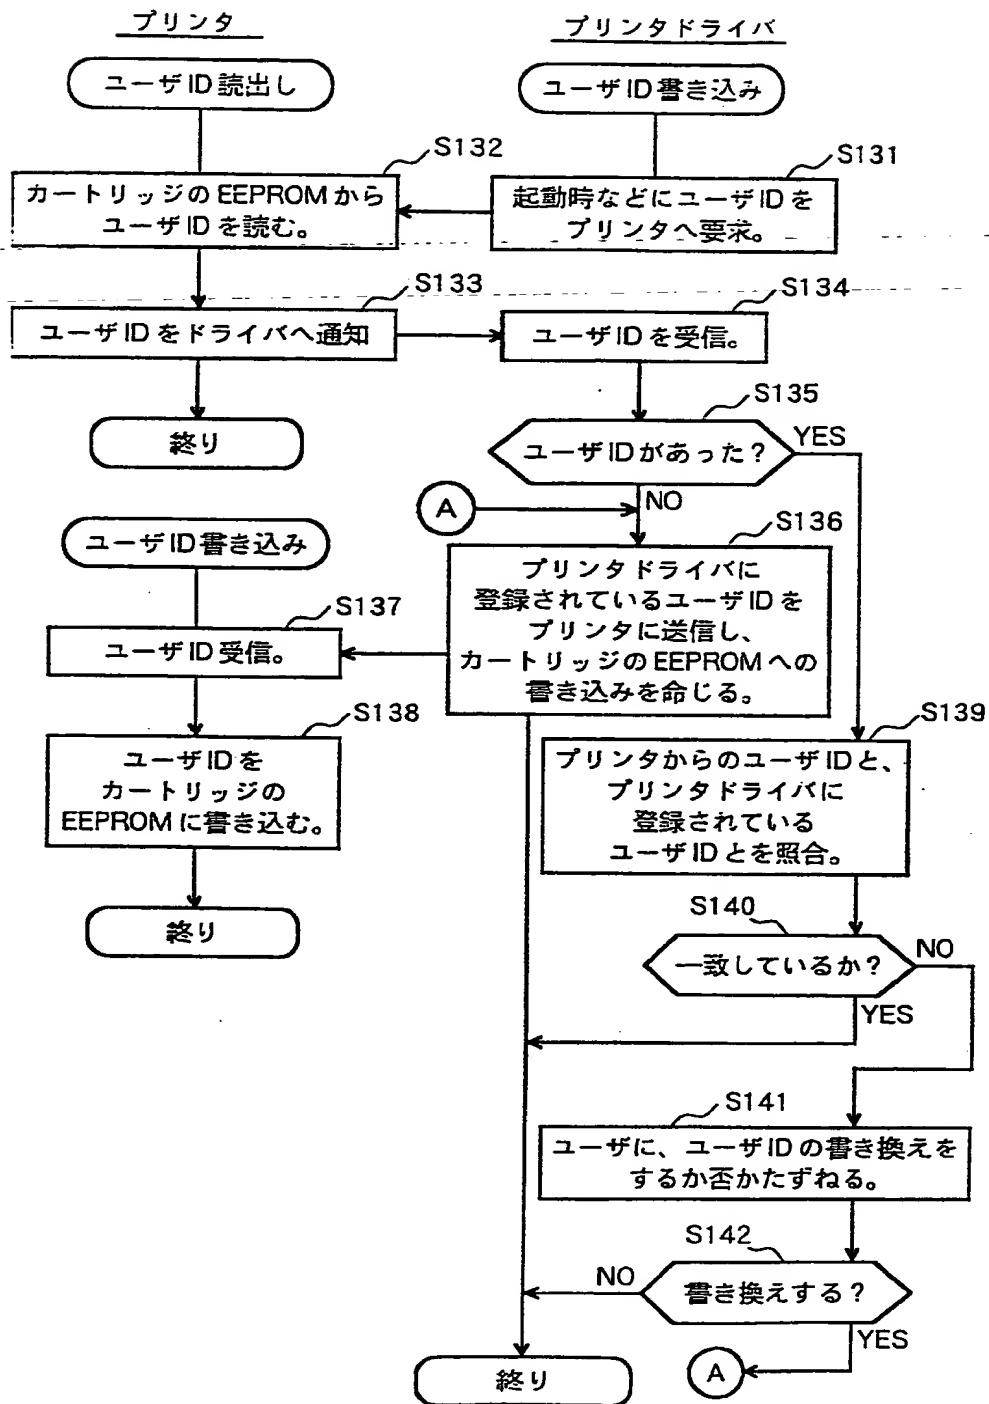 プリンタ
プリンタドライバ
ユーザID読出し
ユーザID書き込み
S132
S131
カートリッジのEEPROMから
ユーザIDを読む。
起動時などにユーザIDを
プリンタへ要求。
S133
S134
ユーザIDをドライバへ通知
ユーザIDを受信。
S135
終り
ユーザIDがあった?
YES
A
NO
ユーザID書き込み
S136
プリンタドライバに
登録されているユーザIDを
プリンタに送信し、
カートリッジのEEPROMへの
書き込みを命じる。
S137
ユーザID受信。
S138
ユーザIDを
カートリッジの
EEPROMに書き込む。
S139
プリンタからのユーザIDと、
プリンタドライバに
登録されている
ユーザIDとを照合。
終り
S140
一致しているか?
NO
YES
S141
ユーザに、ユーザIDの書き換えを
するか否かたずねる。
S142
NO
書き換えする?
YES
A
終り